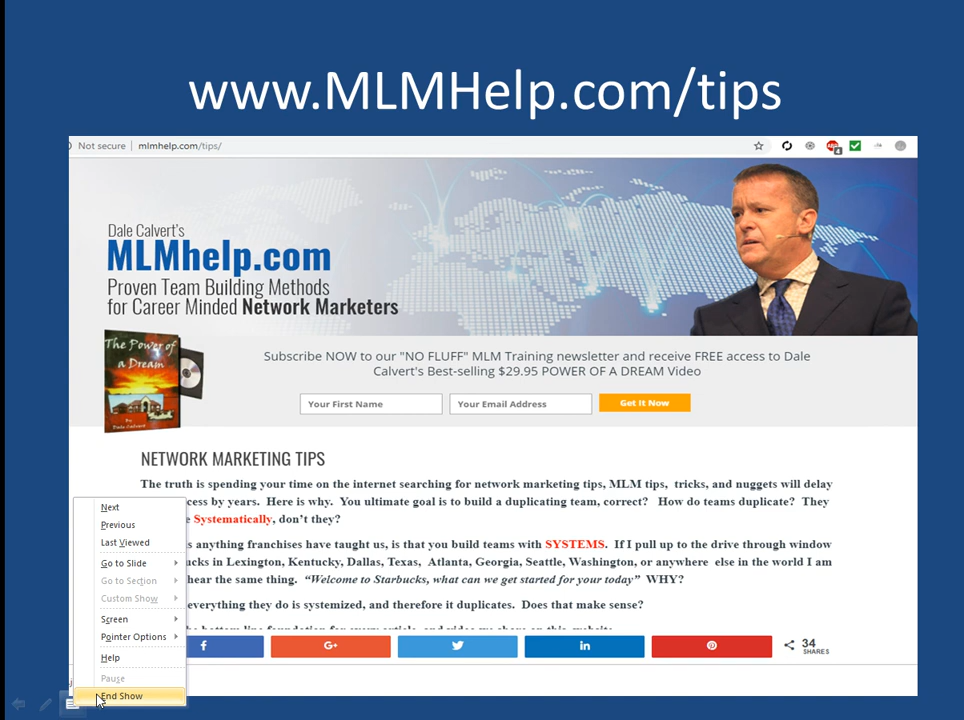 www.MLMHelp.com/tips
Not secure | mlmhelp.com/tips/
Dale Calvert's
MLMhelp.com
Proven Team Building Methods
for Career Minded Network Marketers
The Power of
a Dream
By
Dale Calvert
Subscribe NOW to our "NO FLUFF" MLM Training newsletter and receive FREE access to Dale
Calvert's Best-selling $29.95 POWER OF A DREAM Video
Your First Name
Your Email Address
Get It Now
NETWORK MARKETING TIPS
The truth is spending your time on the internet searching for network marketing tips, MLM tips, tricks, and nuggets will delay
cess by years. Here is why. You ultimate goal is to build a duplicating team, correct? How do teams duplicate? They
Systematically, don't they?
s anything franchises have taught us, is that you build teams with SYSTEMS. If I pull up to the drive through window
ucks in Lexington, Kentucky, Dallas, Texas, Atlanta, Georgia, Seattle, Washington, or anywhere else in the world I am
hear the same thing. "Welcome to Starbucks, what can we get started for your today" WHY?
everything they do is systemized, and therefore it duplicates. Does that make sense?
34
SHARES
Next
Previous
Last Viewed
Go to Slide
Go to Section
Custom Show
Screen
Pointer Options
Help
Pause
End Show